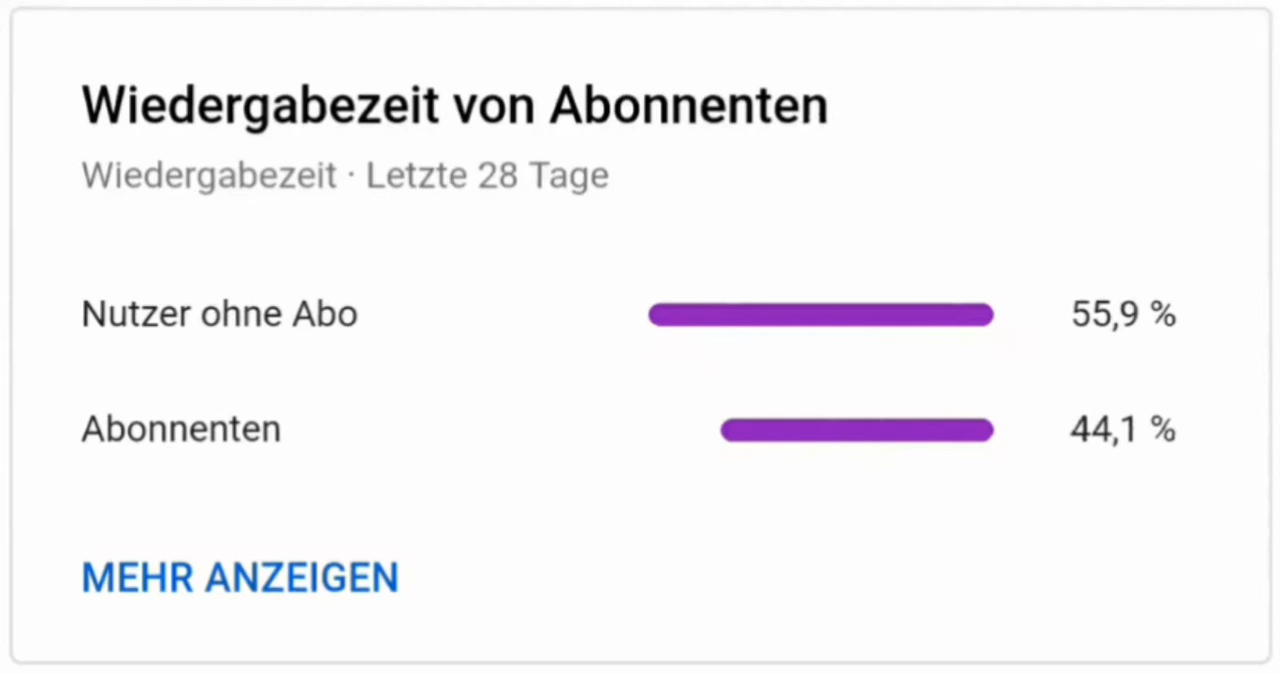 Wiedergabezeit von Abonnenten
Wiedergabezeit · Letzte 28 Tage
Nutzer ohne Abo 55,9 %
Abonnenten 44,1 %
MEHR ANZEIGEN